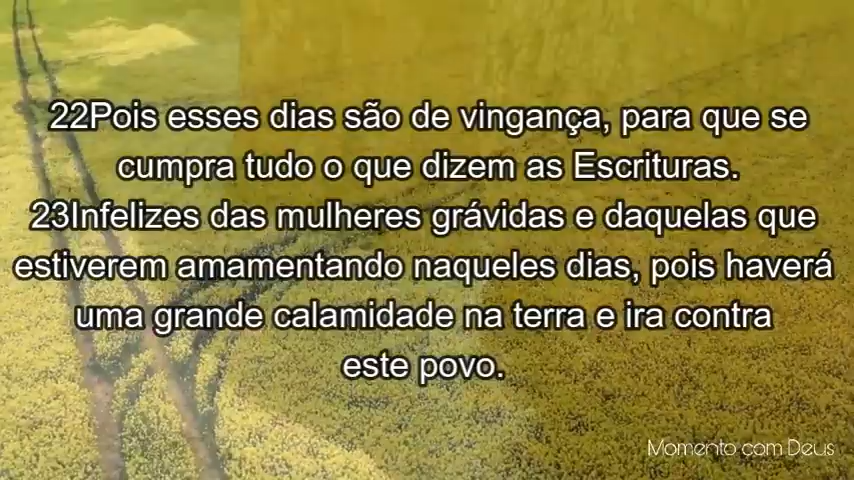 22Pois esses dias são de vingança, para que se
cumpra tudo o que dizem as Escrituras.
23Infelizes das mulheres grávidas e daquelas que
estiverem amamentando naqueles dias, pois haverá
uma grande calamidade na terra e ira contra
este povo.
Momento com Deus